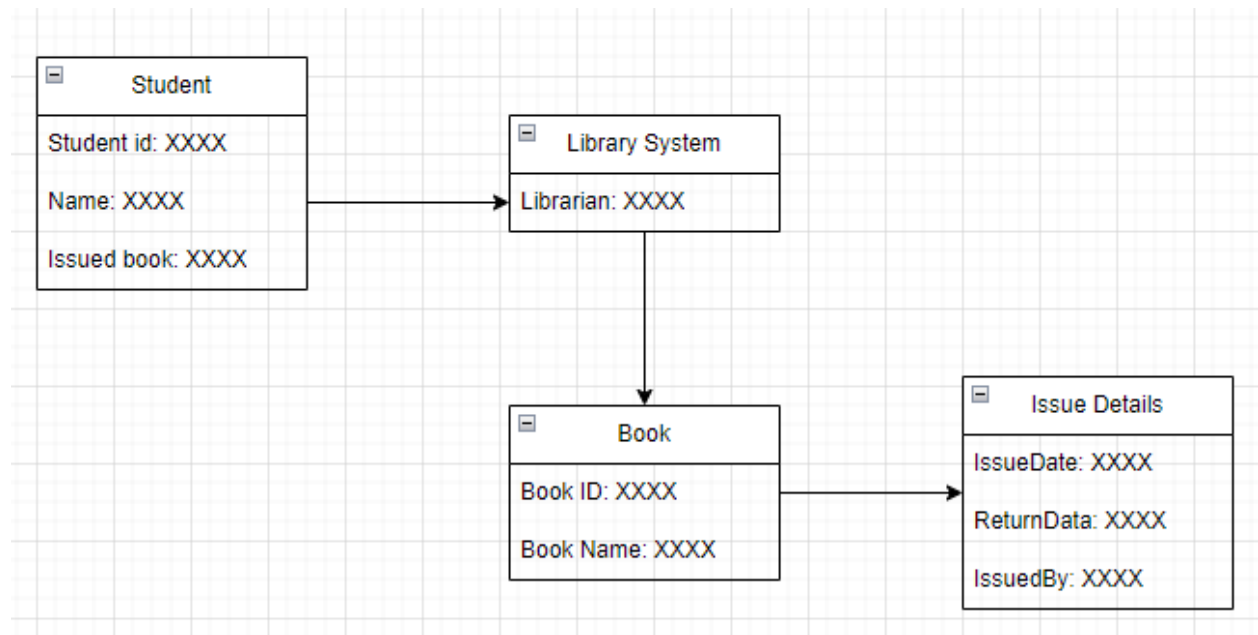 Student
Student id: XXXX
Name: XXXX
Issued book: XXXX
Library System
Librarian: XXXX
Book
Book ID: XXXX
Book Name: XXXX
Issue Details
IssueDate: XXXX
ReturnData: XXXX
IssuedBy: XXXX